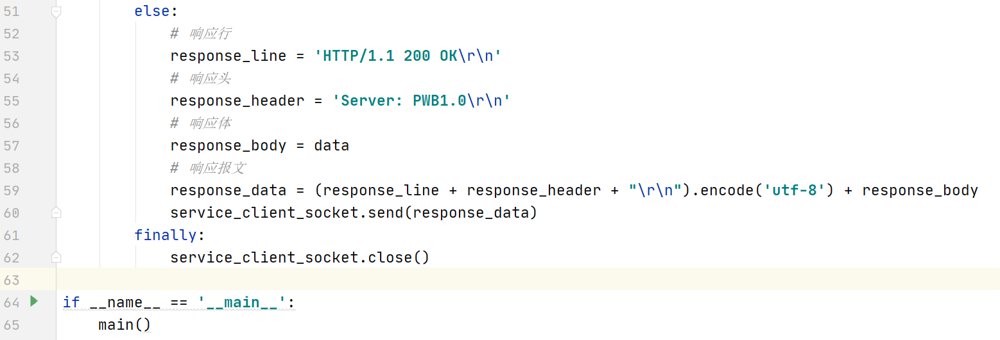 51 else:
52 # 响应行
53 response_line = 'HTTP/1.1 200 OK\r\n'
54 # 响应头
55 response_header = 'Server: PWB1.0\r\n'
56 # 响应体
57 response_body = data
58 # 响应报文
59 response_data = (response_line + response_header + "\r\n").encode('utf-8') + response_body
60 service_client_socket.send(response_data)
61 finally:
62 service_client_socket.close()
63
64 if __name__ == '__main__':
65 main()